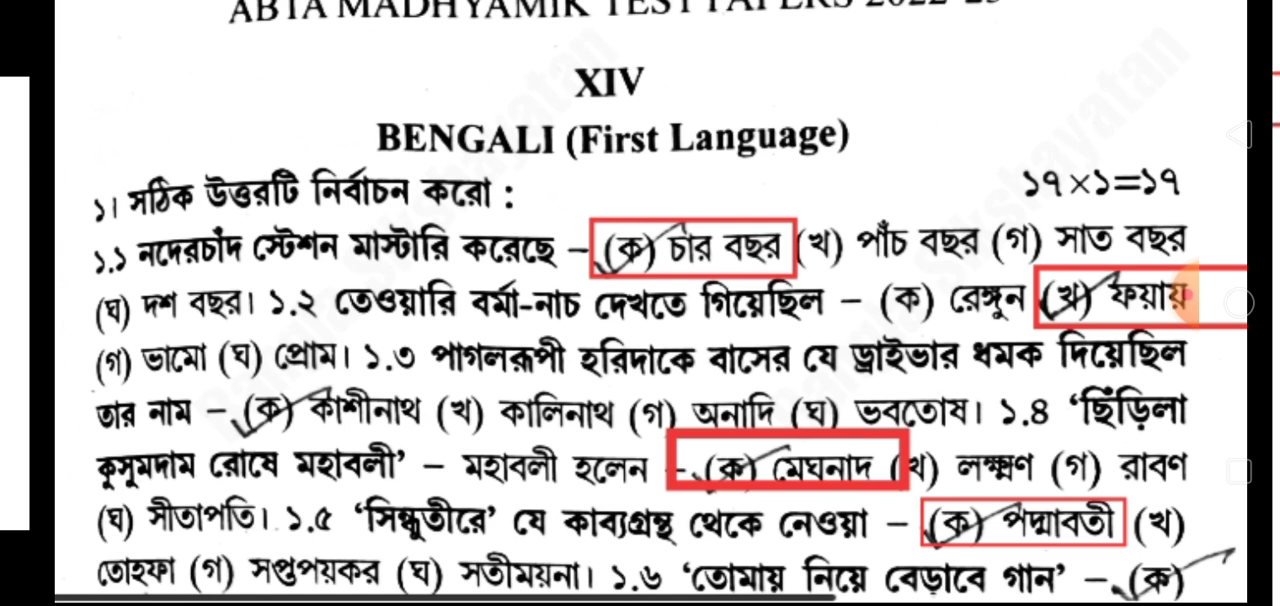 ABTA MADHYAMIK TEST PAPERS 2022-23
XIV
BENGALI (First Language)
১। সঠিক উত্তরটি নির্বাচন করো : ১৭×১=১৭
১.১ নদেরচাঁদ স্টেশন মাস্টারি করেছে – (ক) চার বছর (খ) পাঁচ বছর (গ) সাত বছর
(ঘ) দশ বছর। ১.২ তেওয়ারি বর্মা-নাচ দেখতে গিয়েছিল – (ক) রেঙ্গুন (খ) ফয়ায়
(গ) ভামো (ঘ) প্রোম। ১.৩ পাগলরূপী হরিদাকে বাসের যে ড্রাইভার ধমক দিয়েছিল
তার নাম – (ক) কাশীনাথ (খ) কালিনাথ (গ) অনাদি (ঘ) ভবতোষ। ১.৪ ‘ছিঁড়িলা
কুসুমদাম রোষে মহাবলী’ – মহাবলী হলেন – (ক) মেঘনাদ (খ) লক্ষ্মণ (গ) রাবণ
(ঘ) সীতাপতি। ১.৫ ‘সিন্ধুতীরে’ যে কাব্যগ্রন্থ থেকে নেওয়া – (ক) পদ্মাবতী (খ)
তোহফা (গ) সপ্তপয়কর (ঘ) সতীময়না। ১.৬ ‘তোমায় নিয়ে বেড়াবে গান’ – (ক)